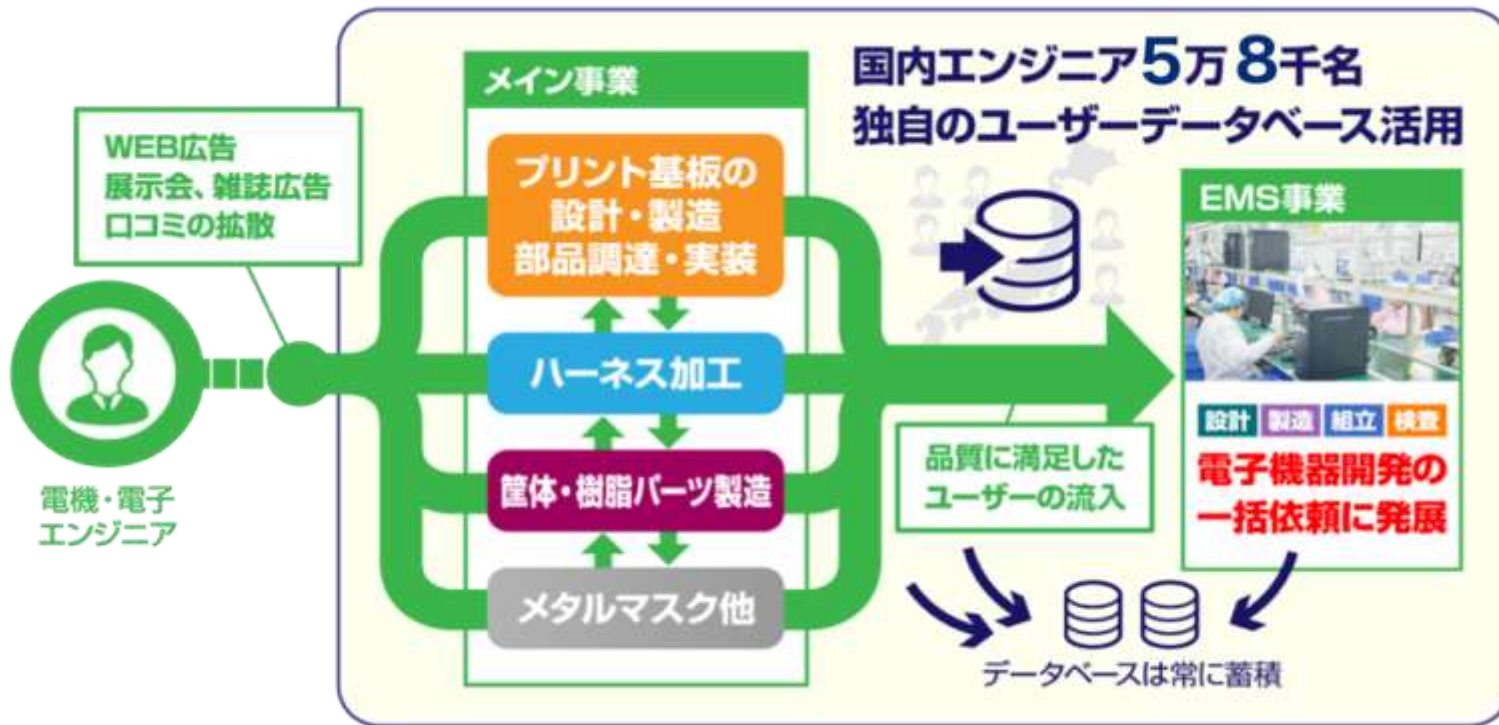 WEB広告
展示会、雑誌広告
口コミの拡散
電機・電子
エンジニア
メイン事業
プリント基板の
設計・製造
部品調達・実装
ハーネス加工
筐体・樹脂パーツ製造
メタルマスク他
国内エンジニア5万8千名
独自のユーザーデータベース活用
品質に満足した
ユーザーの流入
EMS事業
設計 製造 組立 検査
電子機器開発の
一括依頼に発展
データベースは常に蓄積